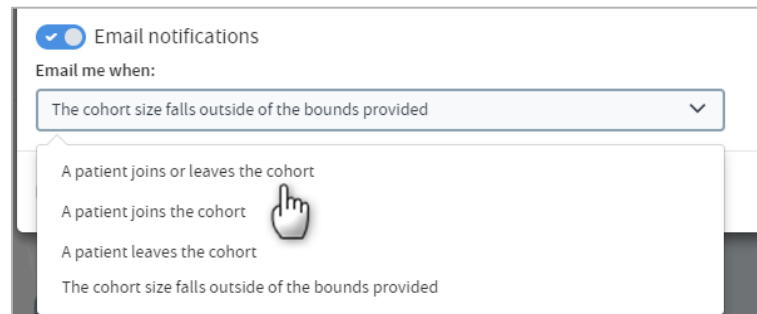 Email notifications
Email me when:
The cohort size falls outside of the bounds provided
A patient joins or leaves the cohort
A patient joins the cohort
A patient leaves the cohort
The cohort size falls outside of the bounds provided